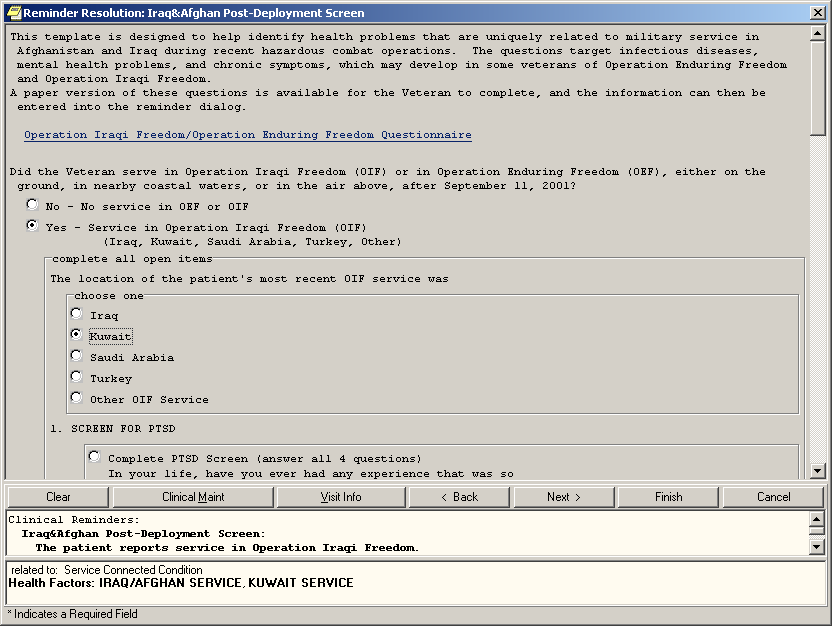 Reminder Resolution: Iraq&Afghan Post-Deployment Screen
This template is designed to help identify health problems that are uniquely related to military service in
Afghanistan and Iraq during recent hazardous combat operations. The questions target infectious diseases,
mental health problems, and chronic symptoms, which may develop in some veterans of Operation Enduring Freedom
and Operation Iraqi Freedom.
A paper version of these questions is available for the Veteran to complete, and the information can then be
entered into the reminder dialog.
Operation Iraqi Freedom/Operation Enduring Freedom Questionnaire
Did the Veteran serve in Operation Iraqi Freedom (OIF) or in Operation Enduring Freedom (OEF), either on the
ground, in nearby coastal waters, or in the air above, after September 11, 2001?
No - No service in OEF or OIF
Yes - Service in Operation Iraqi Freedom (OIF)
(Iraq, Kuwait, Saudi Arabia, Turkey, Other)
complete all open items
The location of the patient's most recent OIF service was
choose one
Iraq
Kuwait
Saudi Arabia
Turkey
Other OIF Service
1. SCREEN FOR PTSD
Complete PTSD Screen (answer all 4 questions)
In your life, have you ever had any experience that was so
Clear Clinical Maint Visit Info < Back Next > Finish Cancel
Clinical Reminders:
Iraq&Afghan Post-Deployment Screen:
The patient reports service in Operation Iraqi Freedom.
related to: Service Connected Condition
Health Factors: IRAQ/AFGHAN SERVICE, KUWAIT SERVICE
* Indicates a Required Field